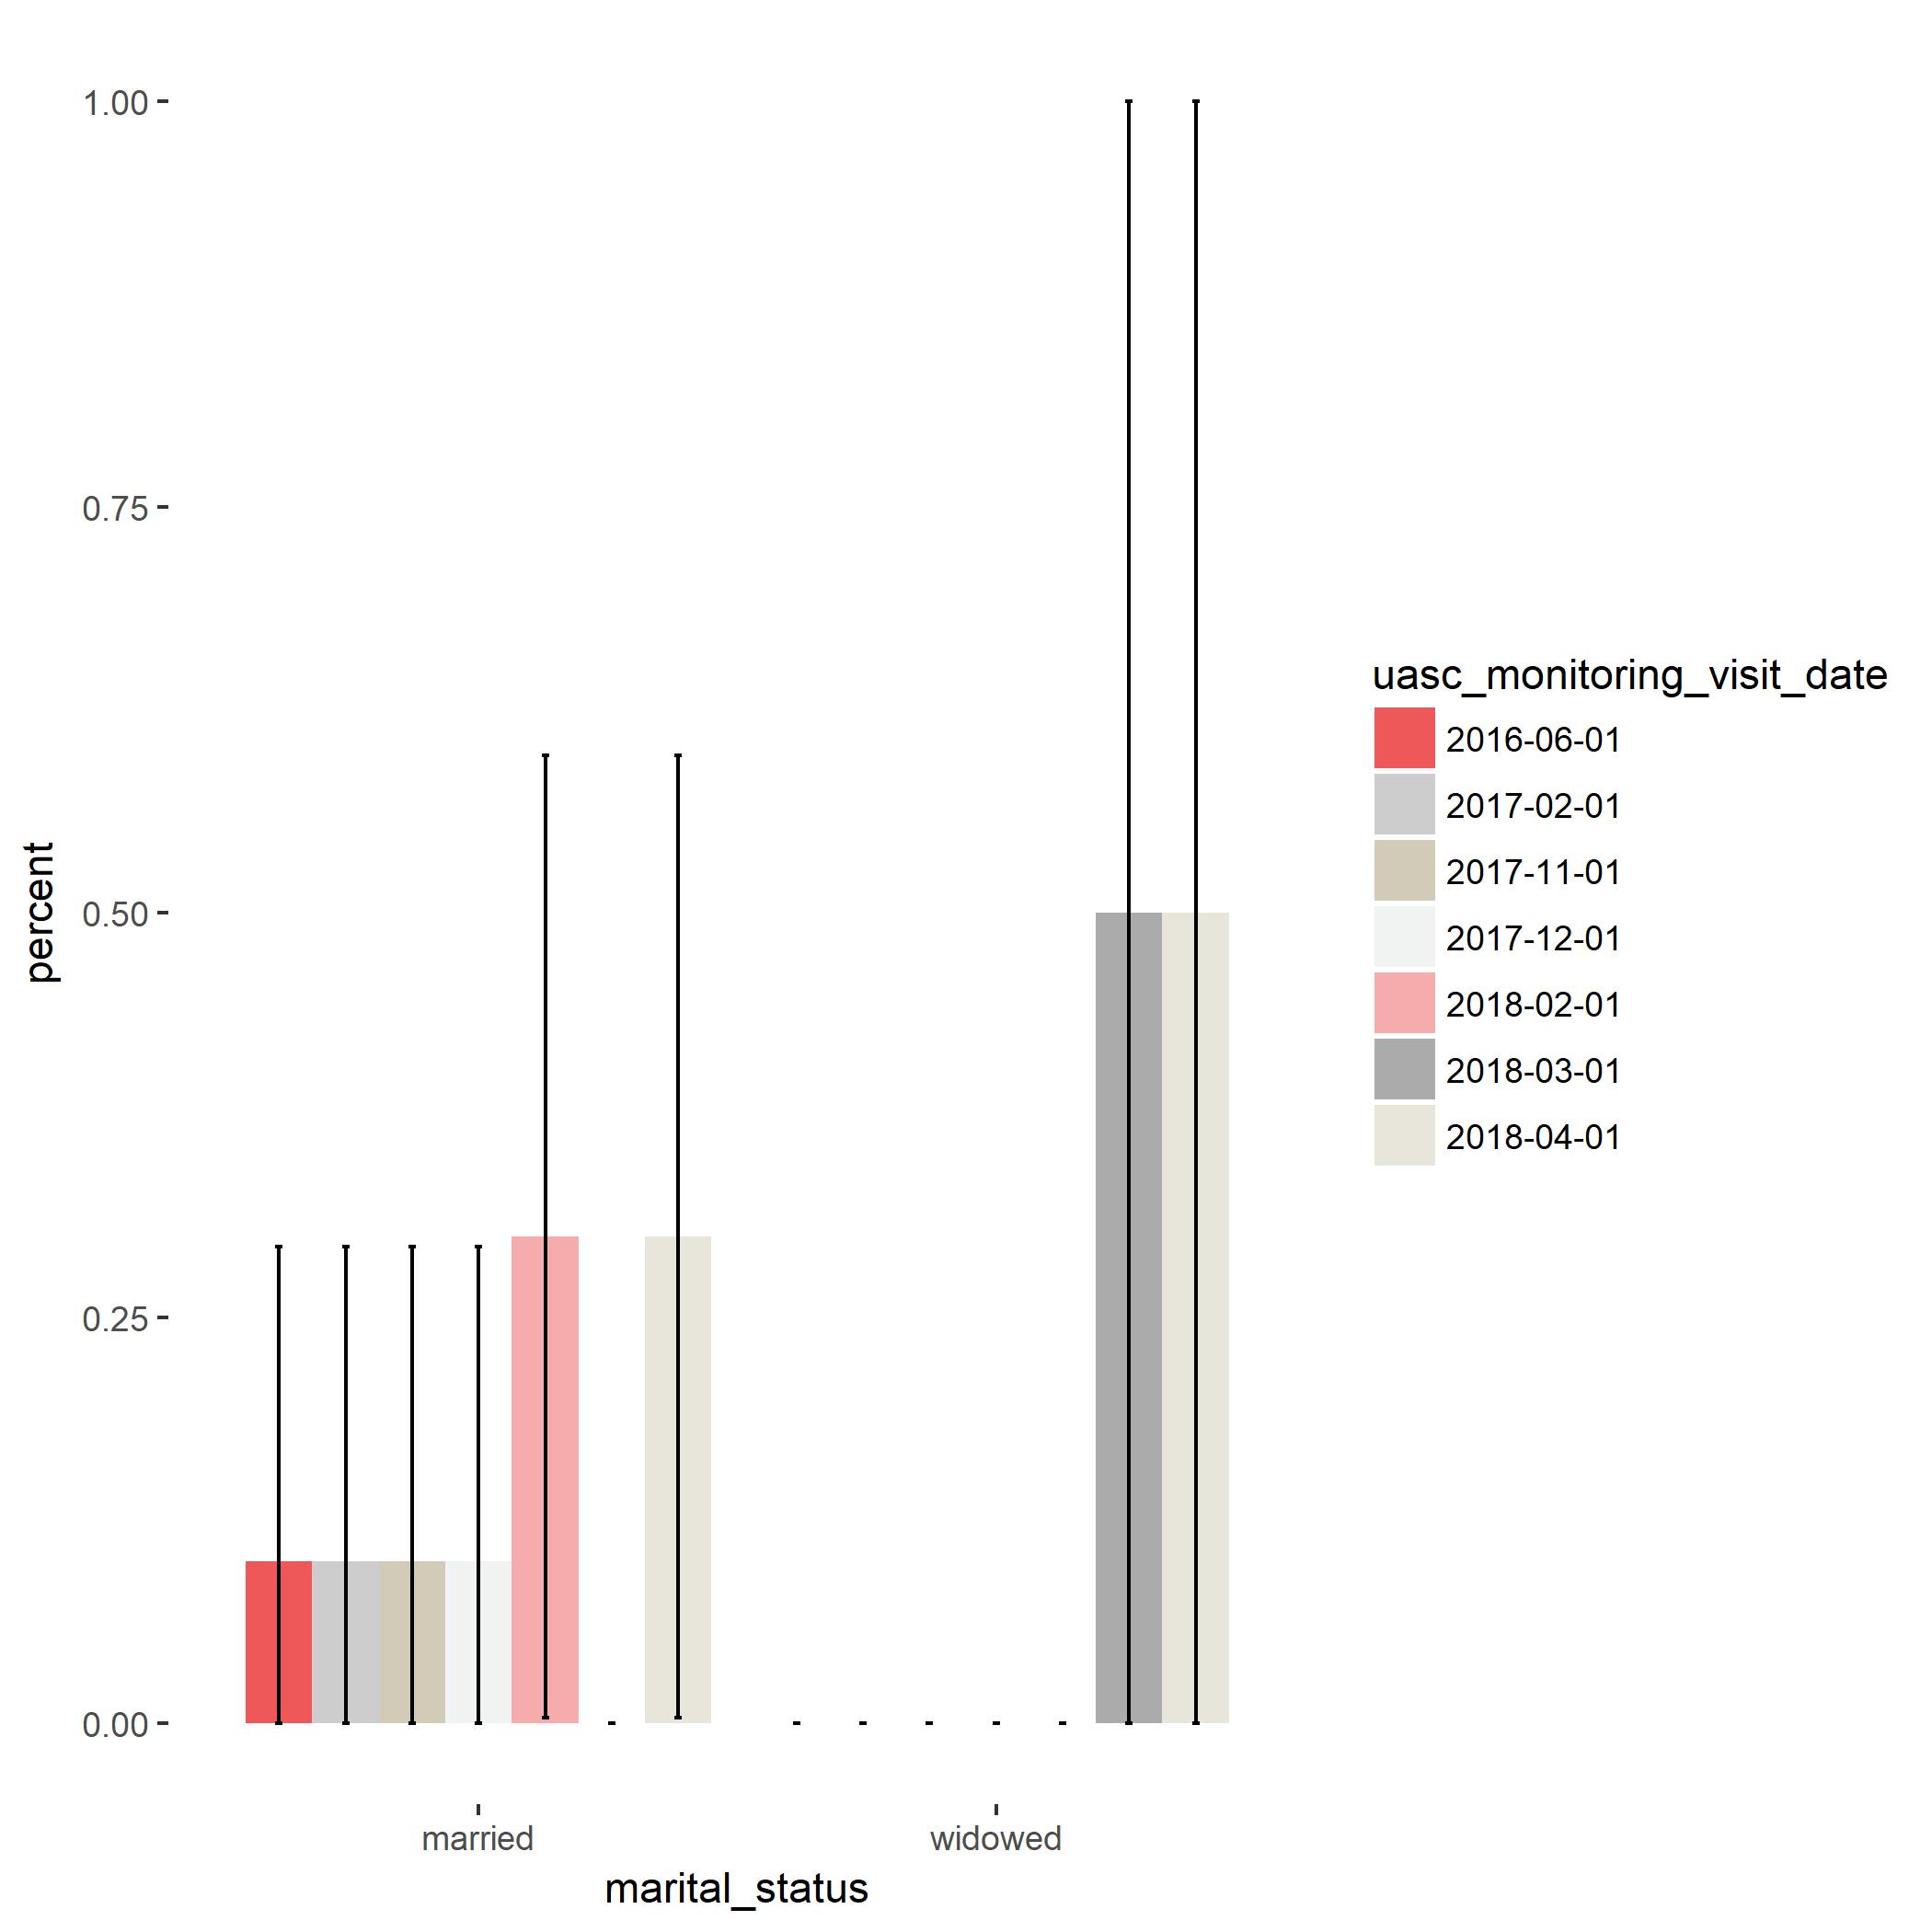 1.00
0.75
0.50
0.25
0.00
percent
married
widowed
marital_status
uasc_monitoring_visit_date
2016-06-01
2017-02-01
2017-11-01
2017-12-01
2018-02-01
2018-03-01
2018-04-01